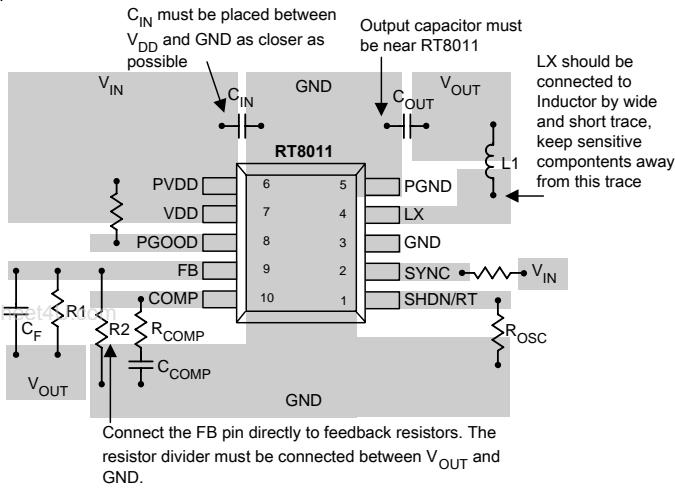 C_IN must be placed between
V_DD and GND as closer as
possible
Output capacitor must
be near RT8011
LX should be
connected to
Inductor by wide
and short trace,
keep sensitive
compontents away
from this trace
V_IN
C_IN
GND
C_OUT
V_OUT
L1
RT8011
PVDD
6
5
PGND
VDD
7
4
LX
PGOOD
8
3
GND
FB
9
2
SYNC
V_IN
COMP
10
1
SHDN/RT
C_F
R1
R2
R_COMP
C_COMP
R_OSC
V_OUT
GND
Connect the FB pin directly to feedback resistors. The
resistor divider must be connected between V_OUT and
GND.